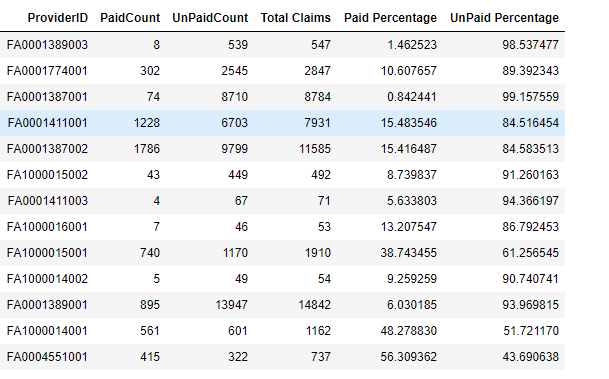 ProviderID PaidCount UnPaidCount Total Claims Paid Percentage UnPaid Percentage
FA0001389003 8 539 547 1.462523 98.537477
FA0001774001 302 2545 2847 10.607657 89.392343
FA0001387001 74 8710 8784 0.842441 99.157559
FA0001411001 1228 6703 7931 15.483546 84.516454
FA0001387002 1786 9799 11585 15.416487 84.583513
FA1000015002 43 449 492 8.739837 91.260163
FA0001411003 4 67 71 5.633803 94.366197
FA1000016001 7 46 53 13.207547 86.792453
FA1000015001 740 1170 1910 38.743455 61.256545
FA1000014002 5 49 54 9.259259 90.740741
FA0001389001 895 13947 14842 6.030185 93.969815
FA1000014001 561 601 1162 48.278830 51.721170
FA0004551001 415 322 737 56.309362 43.690638